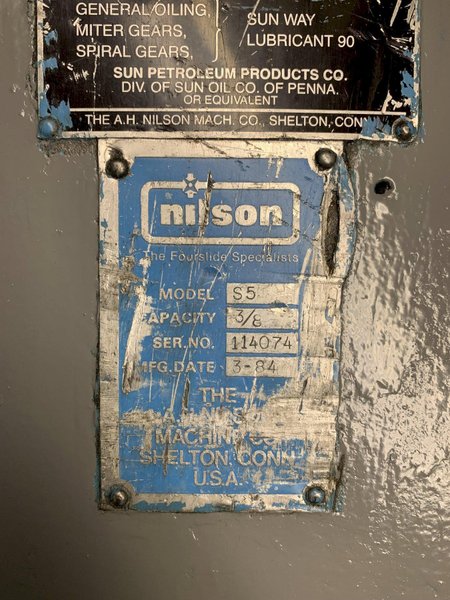 GENERAL OILING,
MITER GEARS,
SPIRAL GEARS,
SUN WAY
LUBRICANT 90
SUN PETROLEUM PRODUCTS CO.
DIV. OF SUN OIL CO. OF PENNA.
OR EQUIVALENT
THE A.H. NILSON MACH. CO., SHELTON, CONN
nilson
The Fourslide Specialists
MODEL S5
APACITY 3/8
SER.NO. 114074
MFG.DATE 3-84
THE
MACHINE CO
SHELTON, CONN.
U.S.A.